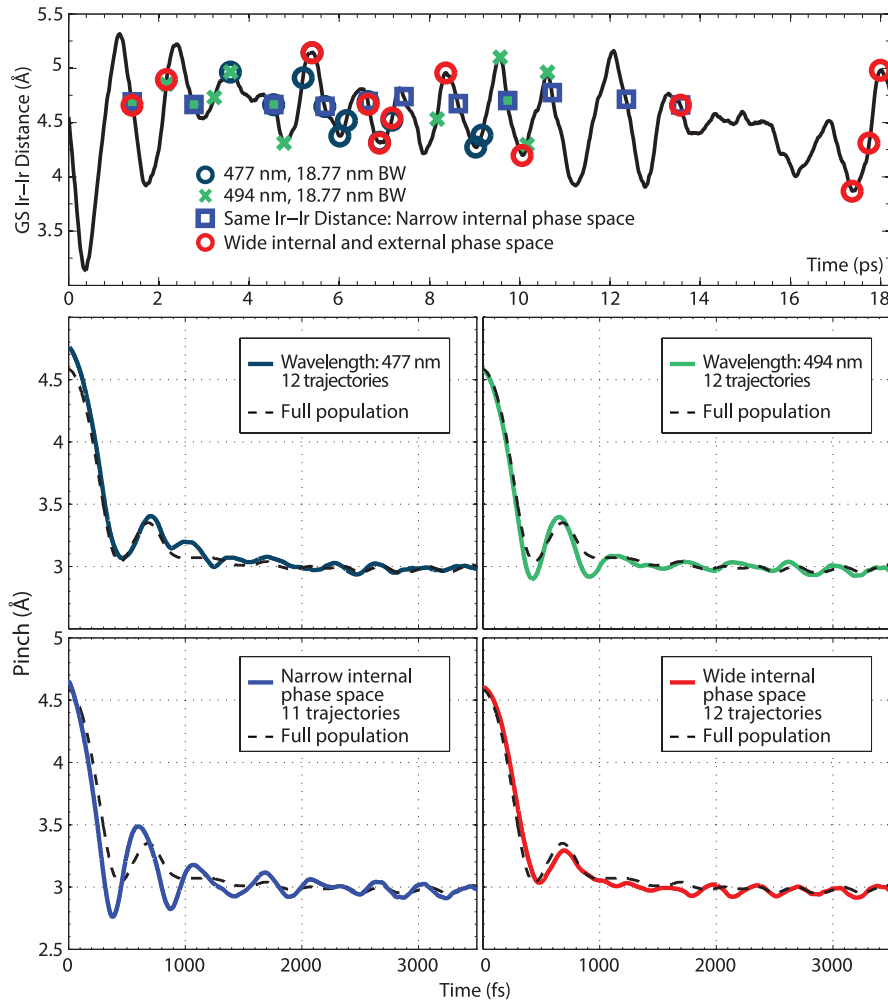 GS Ir–Ir Distance (Å)
5
4.5
4
3.5
477 nm, 18.77 nm BW
494 nm, 18.77 nm BW
Same Ir–Ir Distance: Narrow internal phase space
Wide internal and external phase space
Time (ps)
0 2 4 6 8 10 12 14 16 18
Pinch (Å)
4.5
4
3.5
3
Wavelength: 477 nm
12 trajectories
Full population
Wavelength: 494 nm
12 trajectories
Full population
5
4.5
4
3.5
3
2.5
Narrow internal
phase space
11 trajectories
Full population
Wide internal
phase space
12 trajectories
Full population
0 1000 2000 3000
0 1000 2000 3000
Time (fs)